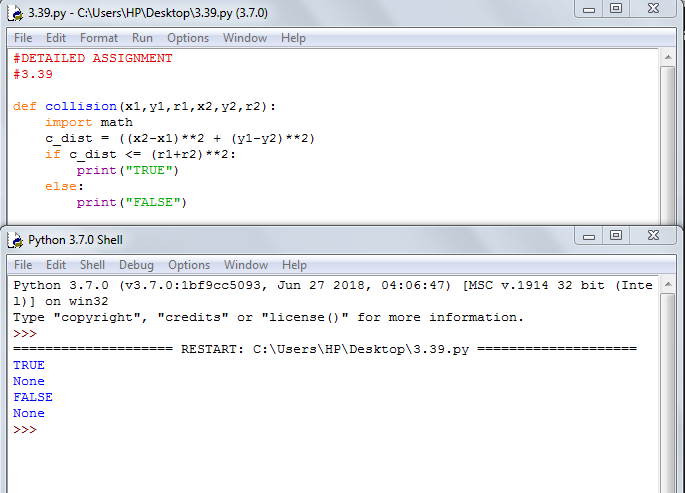 3.39.py - C:\Users\HP\Desktop\3.39.py (3.7.0)
File Edit Format Run Options Window Help
#DETAILED ASSIGNMENT
#3.39
def collision(x1,y1,r1,x2,y2,r2):
    import math
    c_dist = ((x2-x1)**2 + (y1-y2)**2)
    if c_dist <= (r1+r2)**2:
        print("TRUE")
    else:
        print("FALSE")
Python 3.7.0 Shell
File Edit Shell Debug Options Window Help
Python 3.7.0 (v3.7.0:1bf9cc5093, Jun 27 2018, 04:06:47) [MSC v.1914 32 bit (Inte
l)] on win32
Type "copyright", "credits" or "license()" for more information.
>>>
==================== RESTART: C:\Users\HP\Desktop\3.39.py ====================
TRUE
None
FALSE
None
>>>